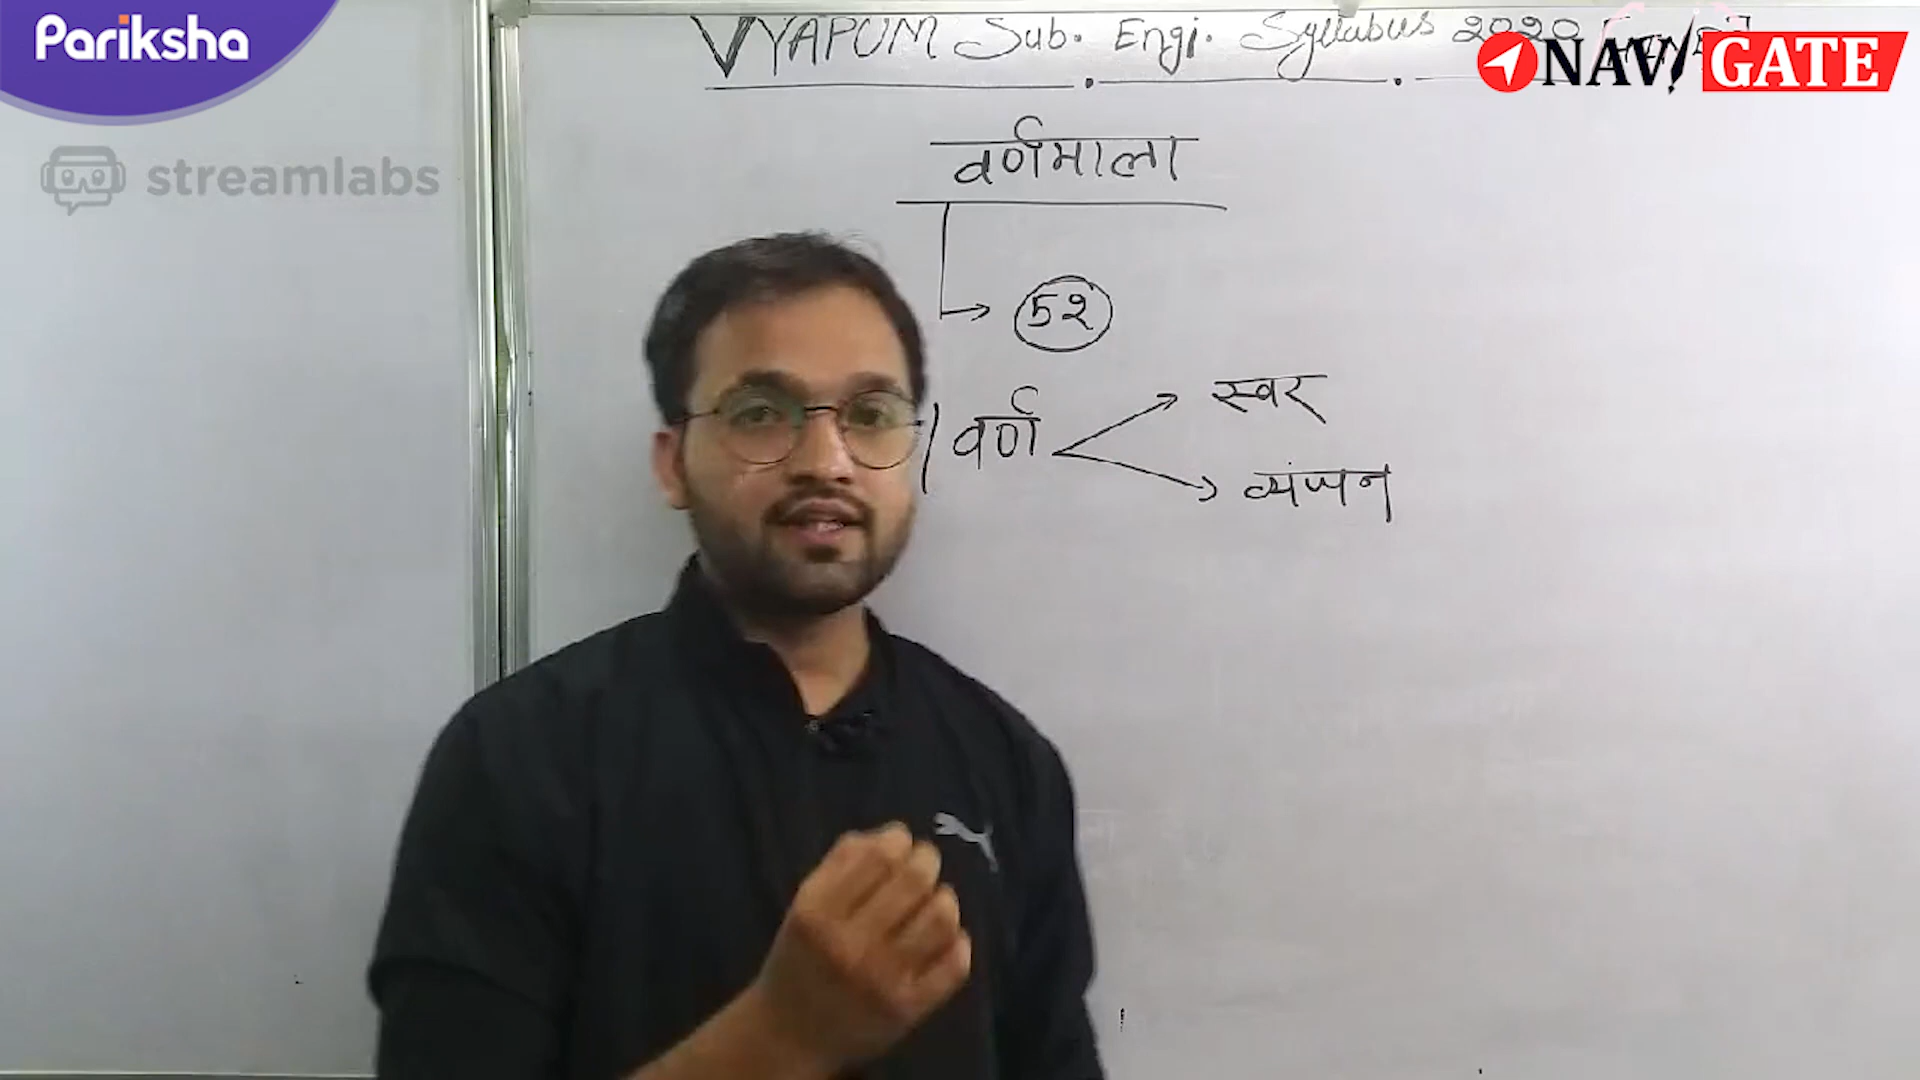 Pariksha
VYAPUM Sub. Engi. Syllabus 2020
NAVIGATE
streamlabs
वर्णमाला
52
वर्ण
स्वर
व्यंजन